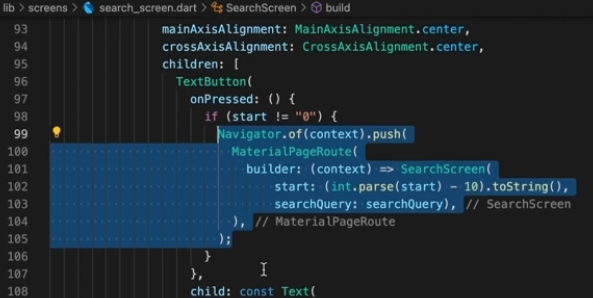 lib > screens > search_screen.dart > SearchScreen > build
93 mainAxisAlignment: MainAxisAlignment.center,
94 crossAxisAlignment: CrossAxisAlignment.center,
95 children: [
96 TextButton(
97 onPressed: () {
98 if (start != "0") {
99 Navigator.of(context).push(
100 MaterialPageRoute(
101 builder: (context) => SearchScreen(
102 start: (int.parse(start) - 10).toString(),
103 searchQuery: searchQuery), // SearchScreen
104 ), // MaterialPageRoute
105 );
106 }
107 },
108 child: const Text(